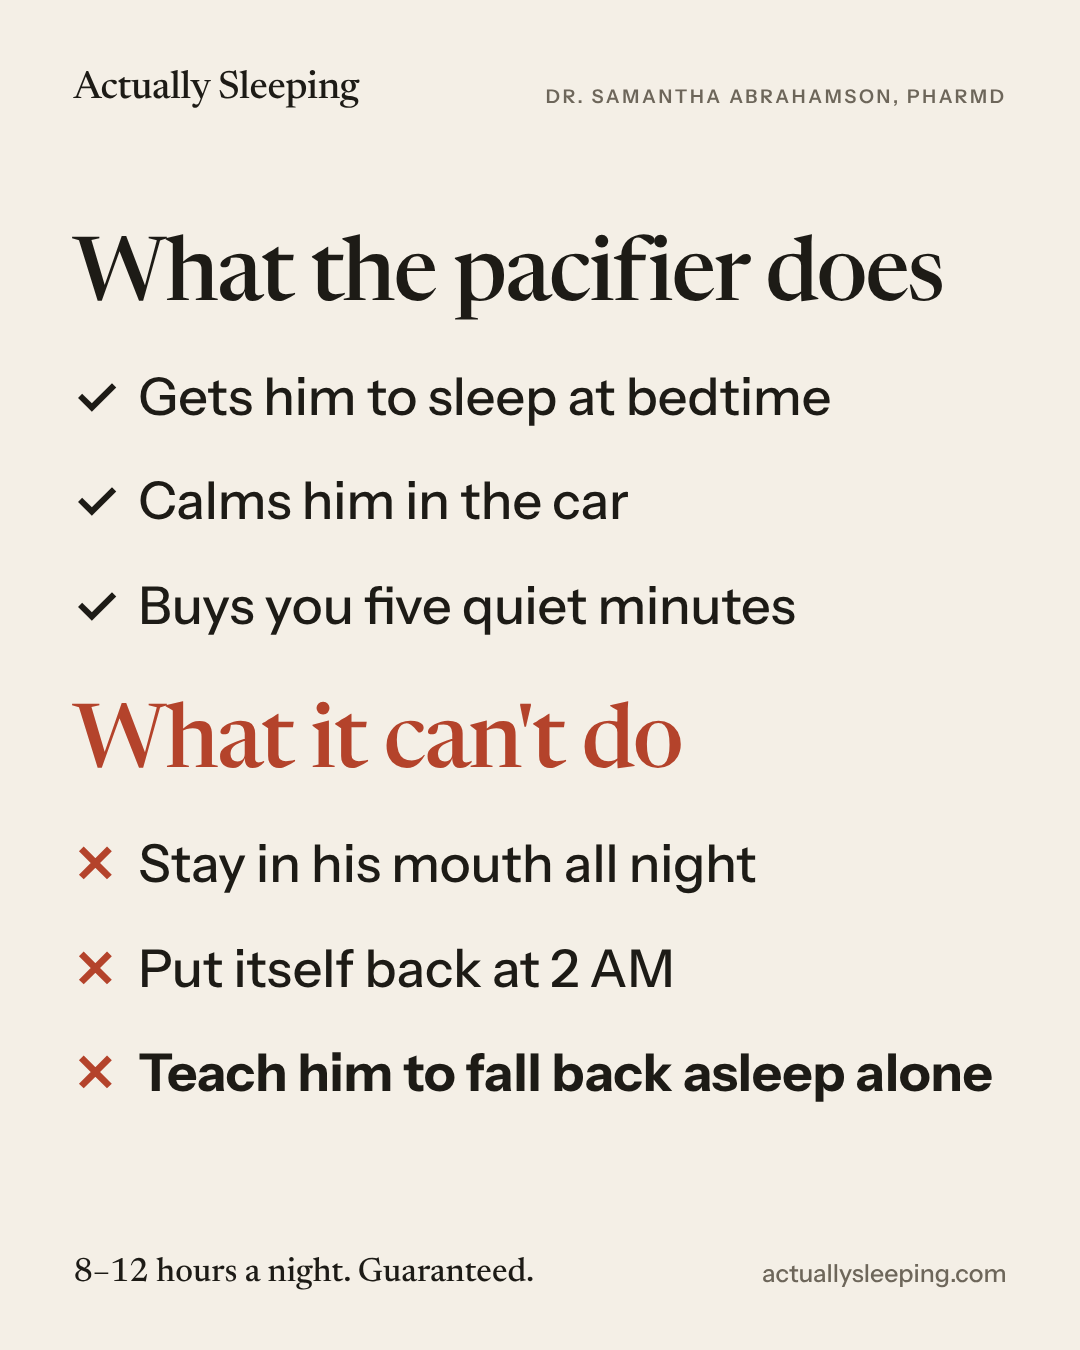 Actually Sleeping
DR. SAMANTHA ABRAHAMSON, PHARMD
What the pacifier does
✓ Gets him to sleep at bedtime
✓ Calms him in the car
✓ Buys you five quiet minutes
What it can't do
✕ Stay in his mouth all night
✕ Put itself back at 2 AM
✕ Teach him to fall back asleep alone
8–12 hours a night. Guaranteed.
actuallysleeping.com